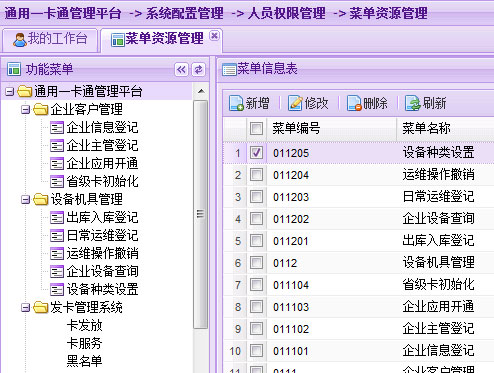 通用一卡通管理平台 -> 系统配置管理 -> 人员权限管理 -> 菜单资源管理
我的工作台 菜单资源管理
功能菜单
通用一卡通管理平台
企业客户管理
企业信息登记
企业主管登记
企业应用开通
省级卡初始化
设备机具管理
出库入库登记
日常运维登记
运维操作撤销
企业设备查询
设备种类设置
发卡管理系统
卡发放
卡服务
黑名单
菜单信息表
新增 修改 删除 刷新
菜单编号 菜单名称
1 011205 设备种类设置
2 011204 运维操作撤销
3 011203 日常运维登记
4 011202 企业设备查询
5 011201 出库入库登记
6 0112 设备机具管理
7 011104 省级卡初始化
8 011103 企业应用开通
9 011102 企业主管登记
10 011101 企业信息登记
11 0111 企业客户管理